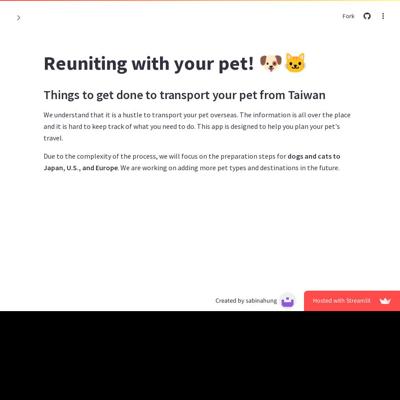 Fork
Reuniting with your pet! 🐶🐱
Things to get done to transport your pet from Taiwan
We understand that it is a hustle to transport your pet overseas. The information is all over the place
and it is hard to keep track of what you need to do. This app is designed to help you plan your pet's
travel.
Due to the complexity of the process, we will focus on the preparation steps for dogs and cats to
Japan, U.S., and Europe. We are working on adding more pet types and destinations in the future.
Created by sabinahung
Hosted with Streamlit